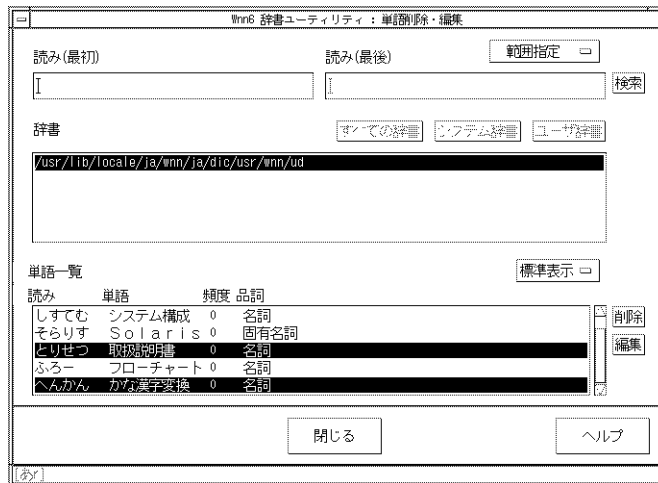 Wnn6 辞書ユーティリティ : 単語削除・編集
読み(最初) 読み(最後) 範囲指定
検索
辞書 すべての辞書 システム辞書 ユーザ辞書
/usr/lib/locale/ja/wnn/ja/dic/usr/wnn/ud
単語一覧 標準表示
読み 単語 頻度 品詞
しすてむ システム構成 0 名詞
そらりす Ｓｏｌａｒｉｓ 0 固有名詞
とりせつ 取扱説明書 0 名詞
ふろー フローチャート 0 名詞
へんかん かな漢字変換 0 名詞
削除
編集
閉じる ヘルプ
[あr]